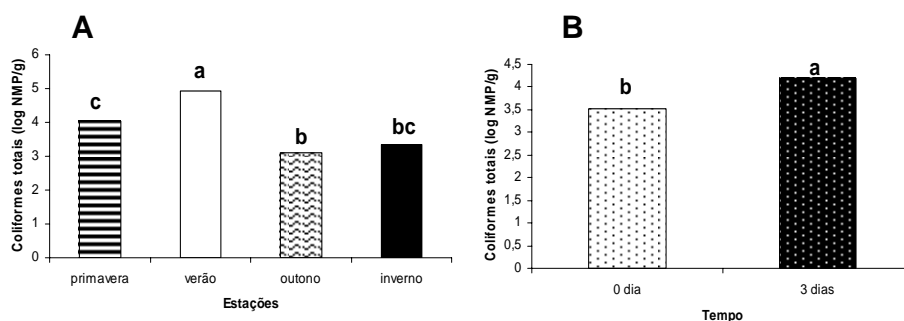 A
Coliformes totais (log NMP/g)
6
5
4
3
2
1
0
c
a
b
bc
primavera verão outono inverno
Estações
B
Coliformes totais (log NMP/g)
4,5
4
3,5
3
2,5
2
1,5
1
0,5
0
b
a
0 dia 3 dias
Tempo